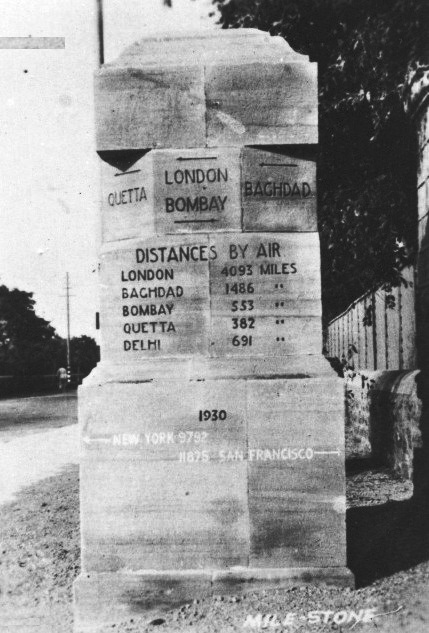 QUETTA
LONDON
BOMBAY
BAGHDAD
DISTANCES BY AIR
LONDON 4093 MILES
BAGHDAD 1486 "
BOMBAY 553 "
QUETTA 382 "
DELHI 691 "
1930
NEW YORK 9792
11875 SAN FRANCISCO
MILE-STONE